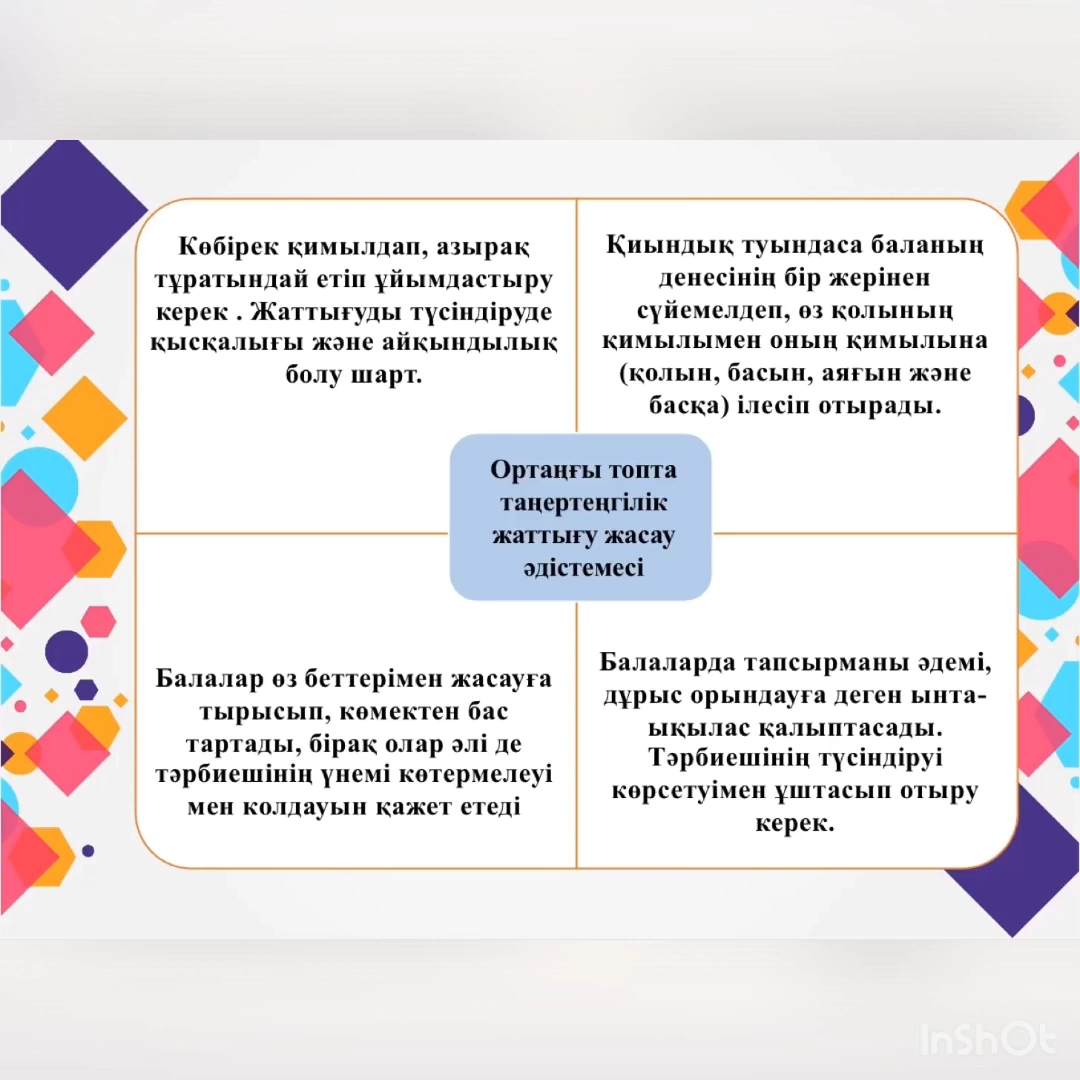 Көбірек қимылдап, азырақ
тұратындай етіп ұйымдастыру
керек . Жаттығуды түсіндіруде
қысқалығы және айқындылық
болу шарт.
Қиындық туындаса баланың
денесінің бір жерінен
сүйемелдеп, өз қолының
қимылымен оның қимылына
(қолын, басын, аяғын және
басқа) ілесіп отырады.
Ортаңғы топта
таңертеңгілік
жаттығу жасау
әдістемесі
Балалар өз беттерімен жасауға
тырысып, көмектен бас
тартады, бірақ олар әлі де
тәрбиешінің үнемі көтермелеуі
мен колдауын қажет етеді
Балаларда тапсырманы әдемі,
дұрыс орындауға деген ынта-
ықылас қалыптасады.
Тәрбиешінің түсіндіруі
көрсетуімен ұштасып отыру
керек.
InShOt